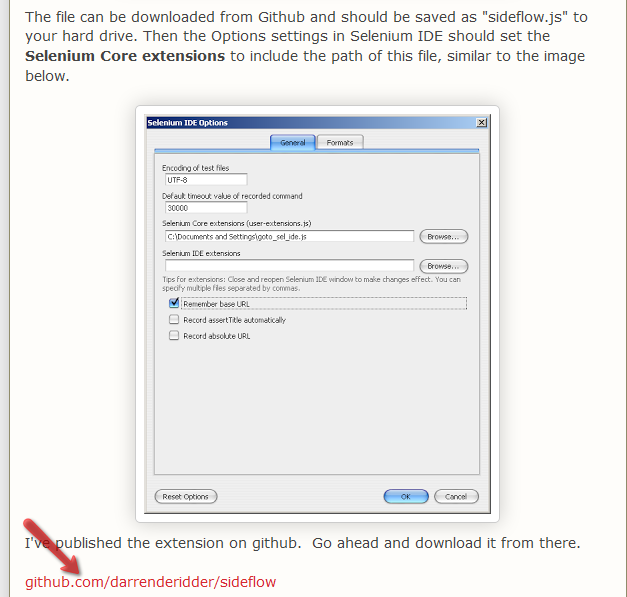 The file can be downloaded from Github and should be saved as "sideflow.js" to
your hard drive. Then the Options settings in Selenium IDE should set the
Selenium Core extensions to include the path of this file, similar to the image
below.
Selenium IDE Options
General Formats
Encoding of test files
UTF-8
Default timeout value of recorded command
30000
Selenium Core extensions (user-extensions.js)
C:\Documents and Settings\goto_sel_ide.js Browse...
Selenium IDE extensions
Browse...
Tips for extensions: Close and reopen Selenium IDE window to make changes effect. You can
specify multiple files separated by commas.
Remember base URL
Record assertTitle automatically
Record absolute URL
Reset Options OK Cancel
I've published the extension on github. Go ahead and download it from there.
github.com/darrenderidder/sideflow